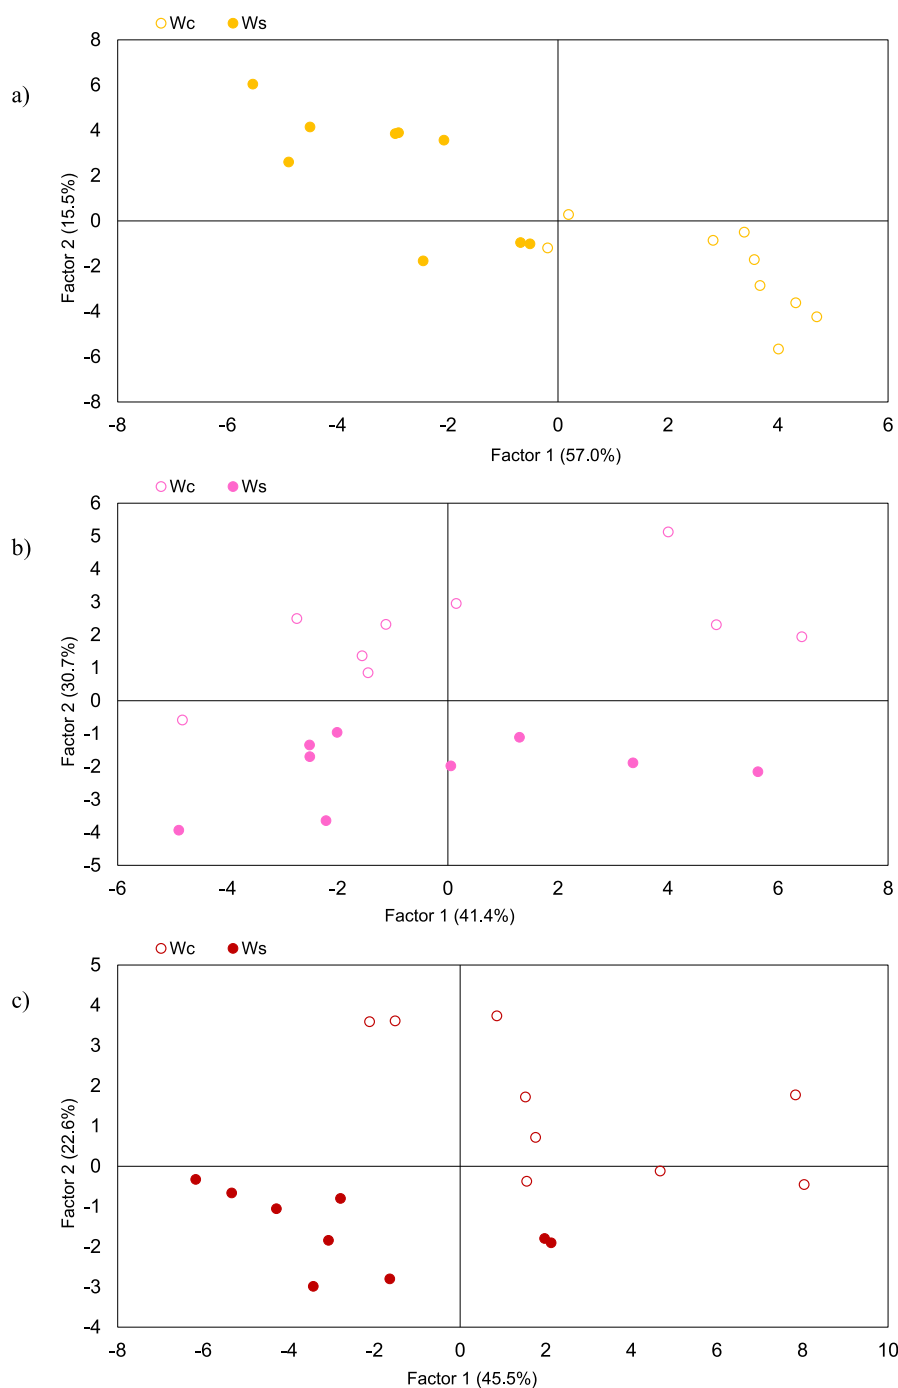 Wc Ws
a)
8
6
4
2
0
-2
-4
-6
-8
Factor 2 (15.5%)
-8 -6 -4 -2 0 2 4 6
Factor 1 (57.0%)
Wc Ws
b)
6
5
4
3
2
1
0
-1
-2
-3
-4
-5
Factor 2 (30.7%)
-6 -4 -2 0 2 4 6 8
Factor 1 (41.4%)
Wc Ws
c)
5
4
3
2
1
0
-1
-2
-3
-4
Factor 2 (22.6%)
-8 -6 -4 -2 0 2 4 6 8 10
Factor 1 (45.5%)